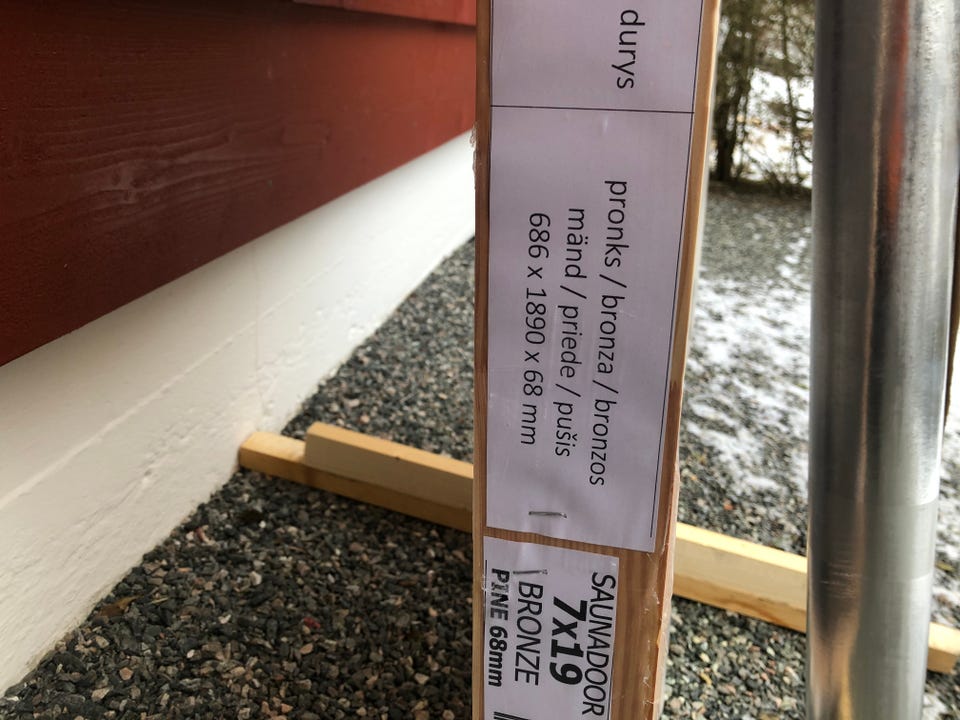 durys
pronks / bronza / bronzos
mänd / priede / pušis
686 x 1890 x 68 mm
SAUNADOOR
7x19
BRONZE
PINE 68mm